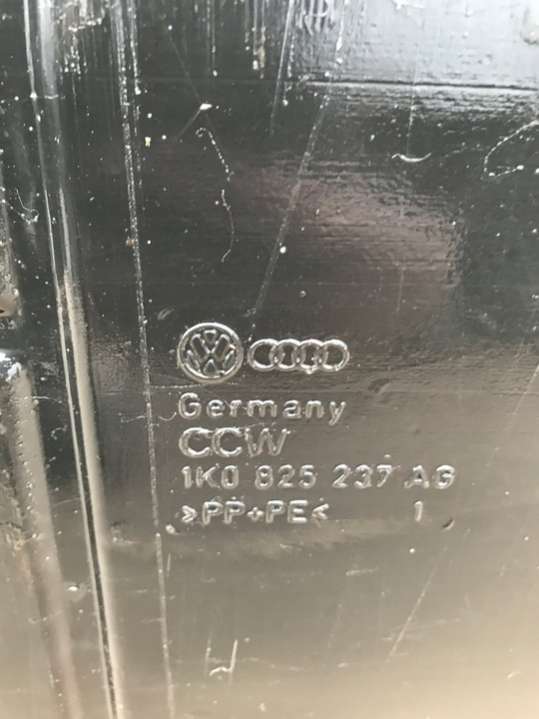 Germany
CCW
1K0 825 237 AG
>PP+PE<
1